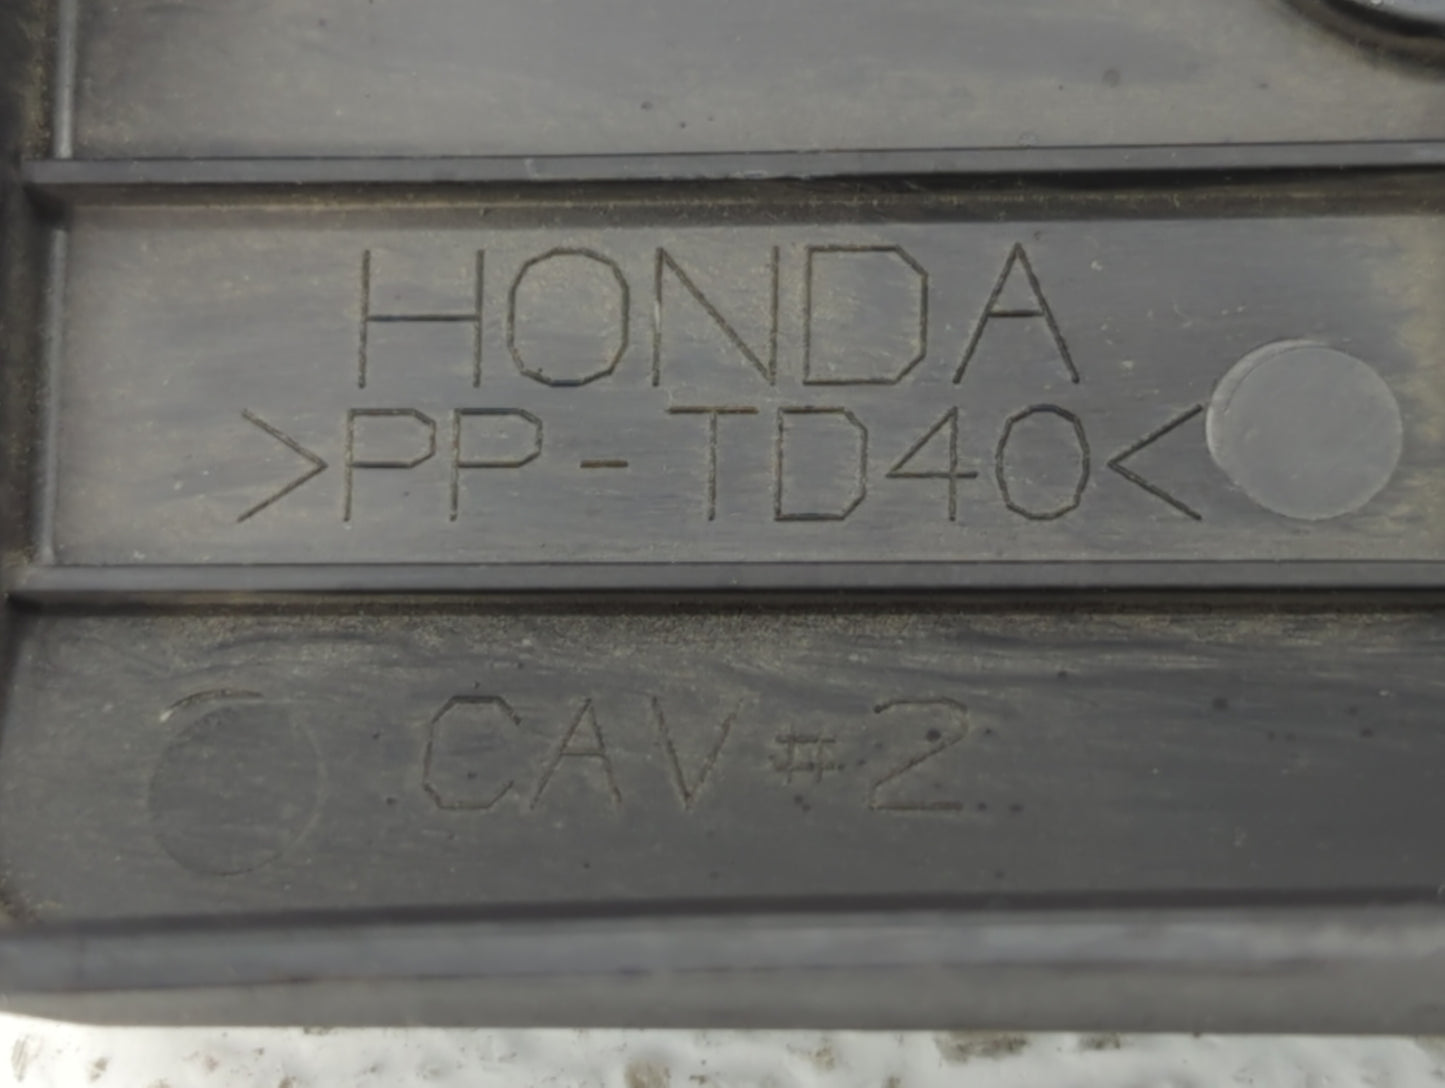 HONDA
>PP-TD40<
CAV #2